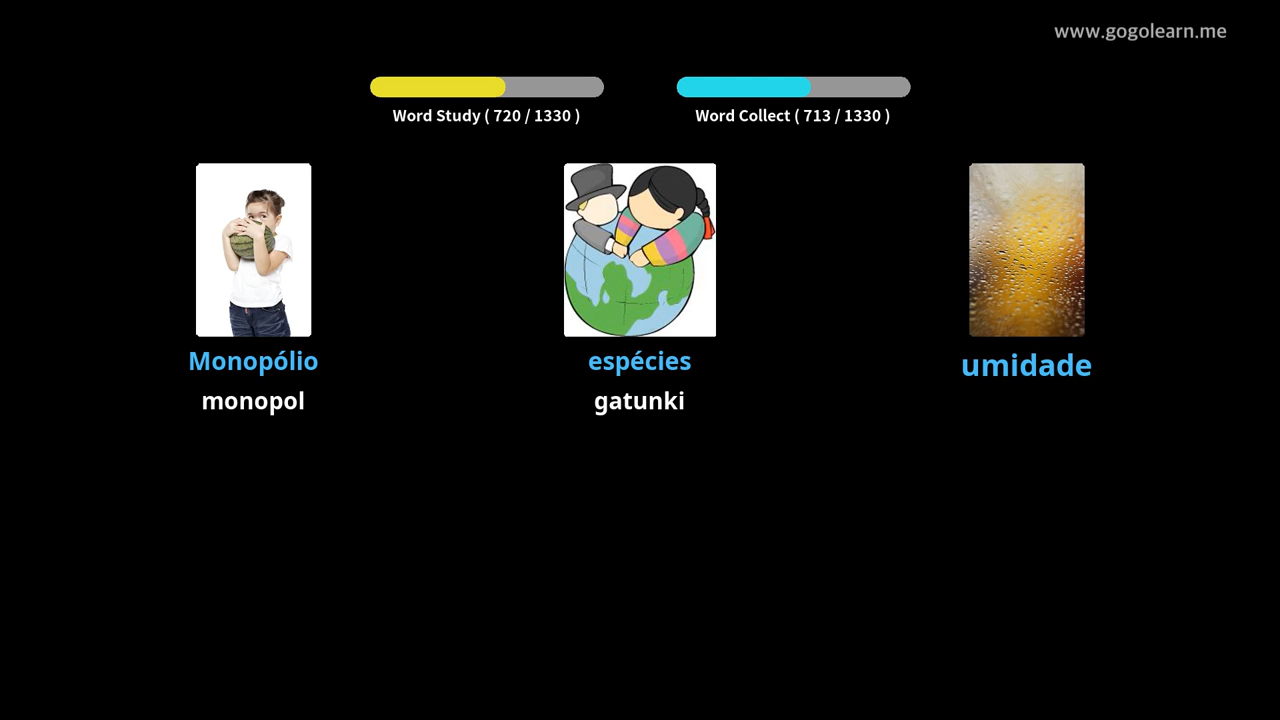 www.gogolearn.me
Word Study ( 720 / 1330 )
Word Collect ( 713 / 1330 )
Monopólio
espécies
umidade
monopol
gatunki